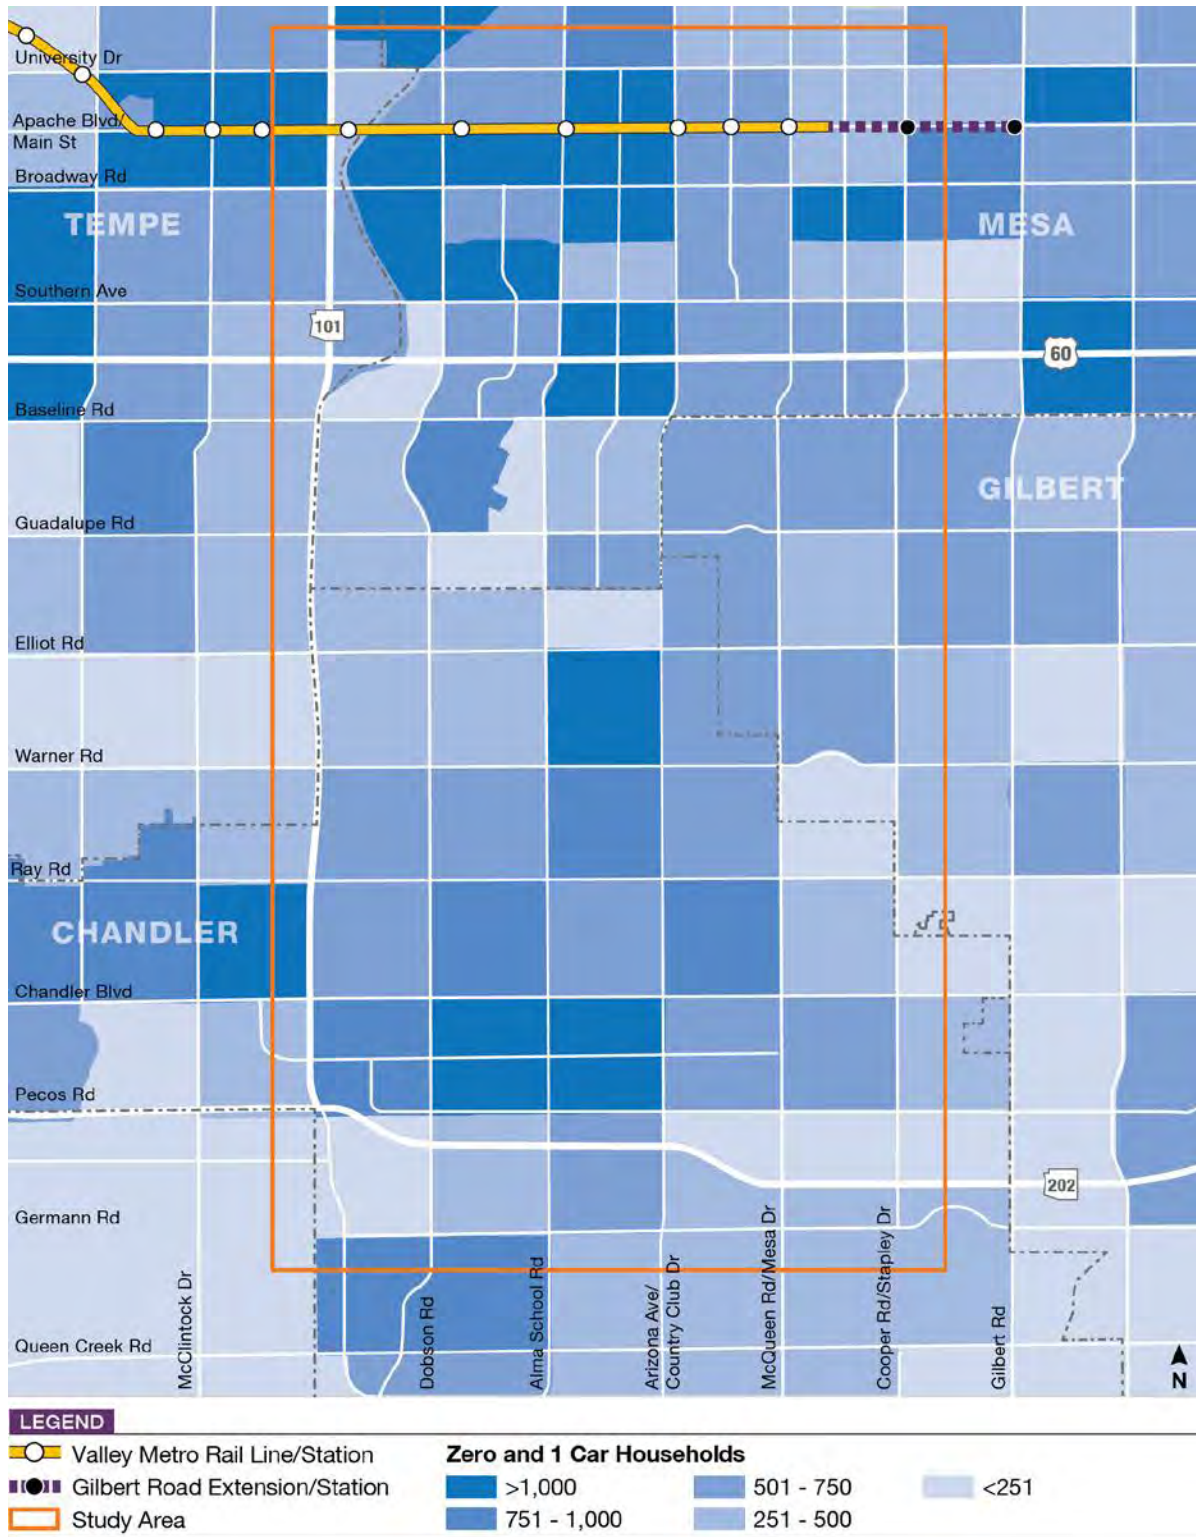 University Dr
Apache Blvd/
Main St
Broadway Rd
TEMPE
MESA
Southern Ave
101
60
Baseline Rd
GILBERT
Guadalupe Rd
Elliot Rd
Warner Rd
Ray Rd
CHANDLER
Chandler Blvd
Pecos Rd
202
Germann Rd
Queen Creek Rd
McClintock Dr
Dobson Rd
Alma School Rd
Arizona Ave/
Country Club Dr
McQueen Rd/Mesa Dr
Cooper Rd/Stapley Dr
Gilbert Rd
N
LEGEND
Valley Metro Rail Line/Station
Gilbert Road Extension/Station
Study Area
Zero and 1 Car Households
>1,000
751 - 1,000
501 - 750
251 - 500
<251